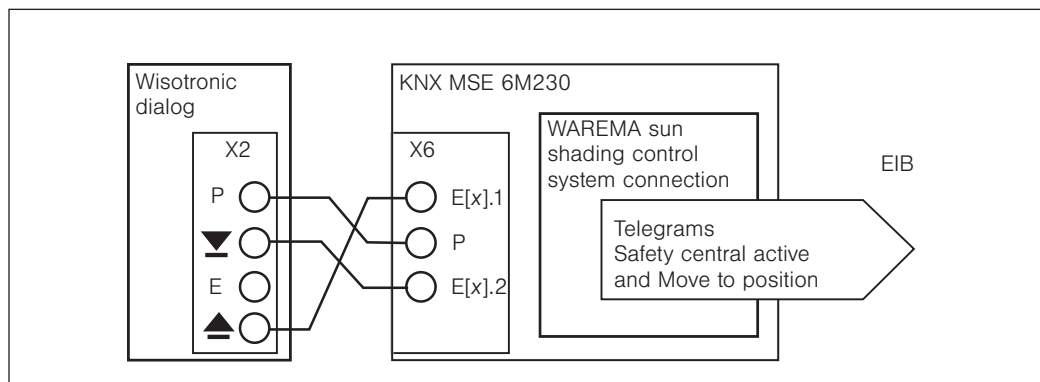 Wisotronic
dialog
X2
P
E
KNX MSE 6M230
X6
E[x].1
P
E[x].2
WAREMA sun
shading control
system connection
Telegrams
Safety central active
and Move to position
EIB